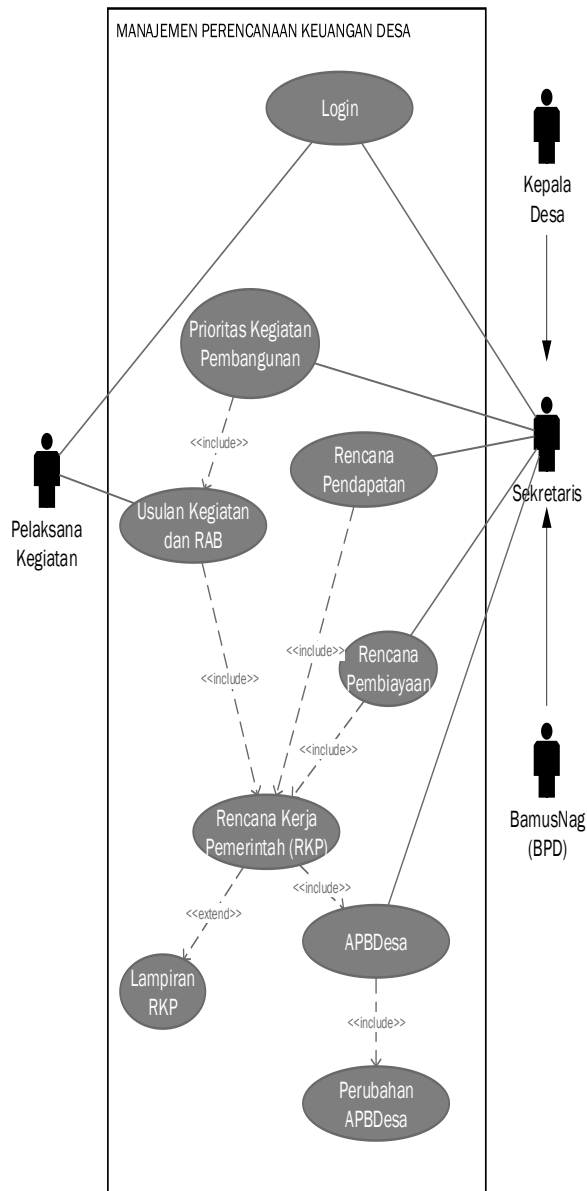 MANAJEMEN PERENCANAAN KEUANGAN DESA
Login
Kepala
Desa
Prioritas Kegiatan
Pembangunan
<<include>>
Rencana
Pendapatan
Sekretaris
Pelaksana
Kegiatan
Usulan Kegiatan
dan RAB
<<include>>
<<include>>
Rencana
Pembiayaan
<<include>>
BamusNag
(BPD)
Rencana Kerja
Pemerintah (RKP)
<<include>>
<<extend>>
APBDesa
Lampiran
RKP
<<include>>
Perubahan
APBDesa